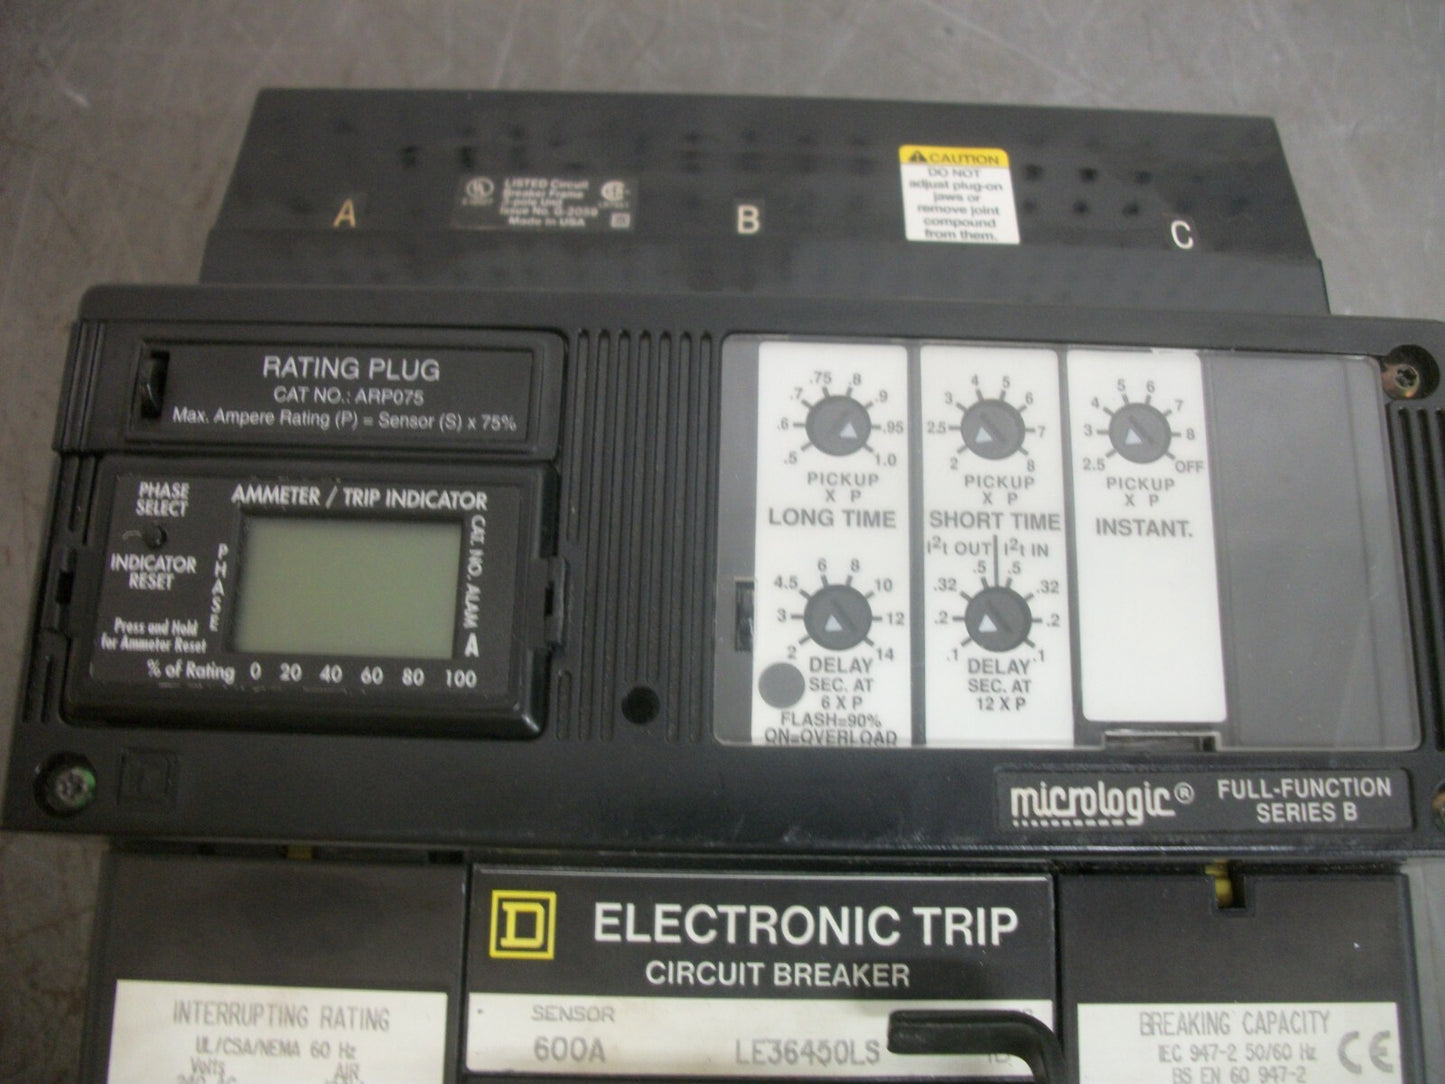 A
UL
LISTED Circuit
Breaker Frame
3-pole Unit
Issue No. G-2059
Made in USA
B
CAUTION
DO NOT
adjust plug-on
jaws or
remove joint
compound
from them.
C
RATING PLUG
CAT NO.: ARP075
Max. Ampere Rating (P) = Sensor (S) x 75%
PHASE
SELECT
INDICATOR
RESET
Press and Hold
for Ammeter Reset
AMMETER / TRIP INDICATOR
PHASE
CAT. NO. ALAM
A
% of Rating 0 20 40 60 80 100
.5 .6 .7 .75 .8 .9 .95 1.0
PICKUP
X P
LONG TIME
2 3 4.5 6 8 10 12 14
DELAY
SEC. AT
6 X P
FLASH=90%
ON=OVERLOAD
2 2.5 3 4 5 6 7 8
PICKUP
X P
SHORT TIME
I²t OUT I²t IN
.1 .2 .32 .5 .5 .32 .2 .1
DELAY
SEC. AT
12 X P
2.5 3 4 5 6 7 8 OFF
PICKUP
X P
INSTANT.
micrologic®
FULL-FUNCTION
SERIES B
D
ELECTRONIC TRIP
CIRCUIT BREAKER
SENSOR
600A
LE36450LS
INTERRUPTING RATING
UL/CSA/NEMA 60 Hz
Volts AIR
BREAKING CAPACITY
IEC 947-2 50/60 Hz
BS EN 60 947-2
CE